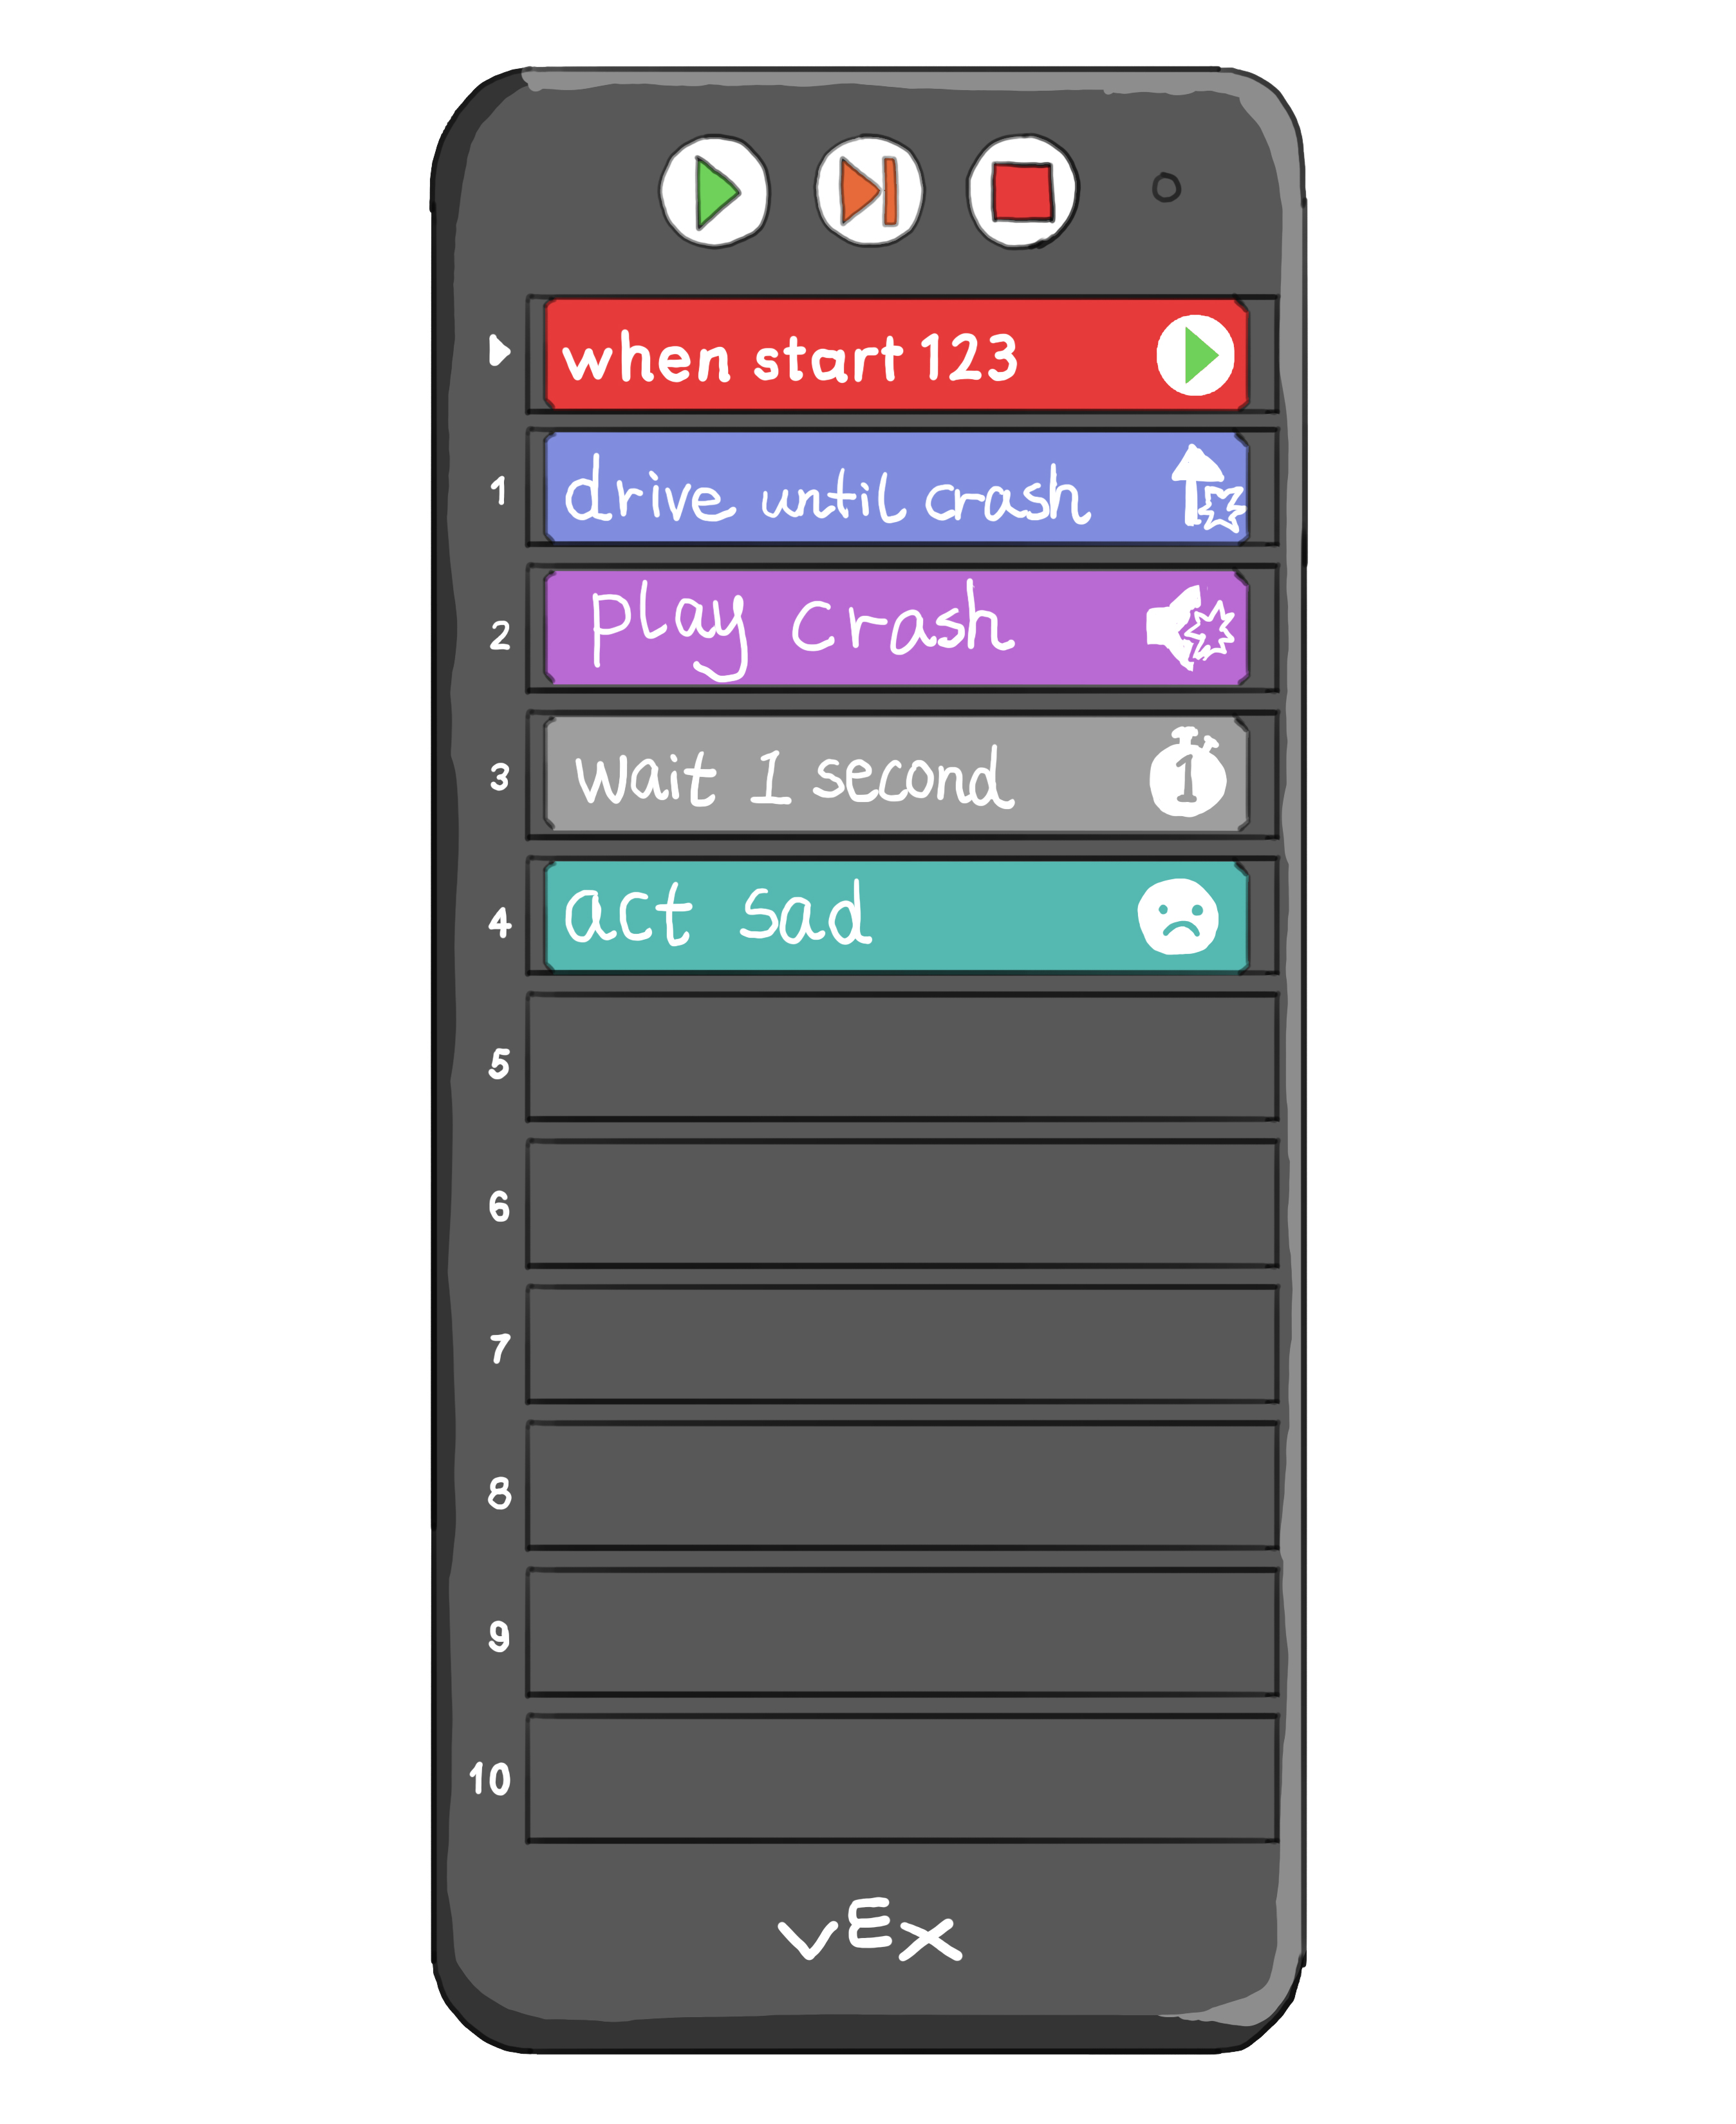 when start 123
1 drive until crash
2 Play crash
3 wait 1 second
4 act sad
5
6
7
8
9
10
VEX